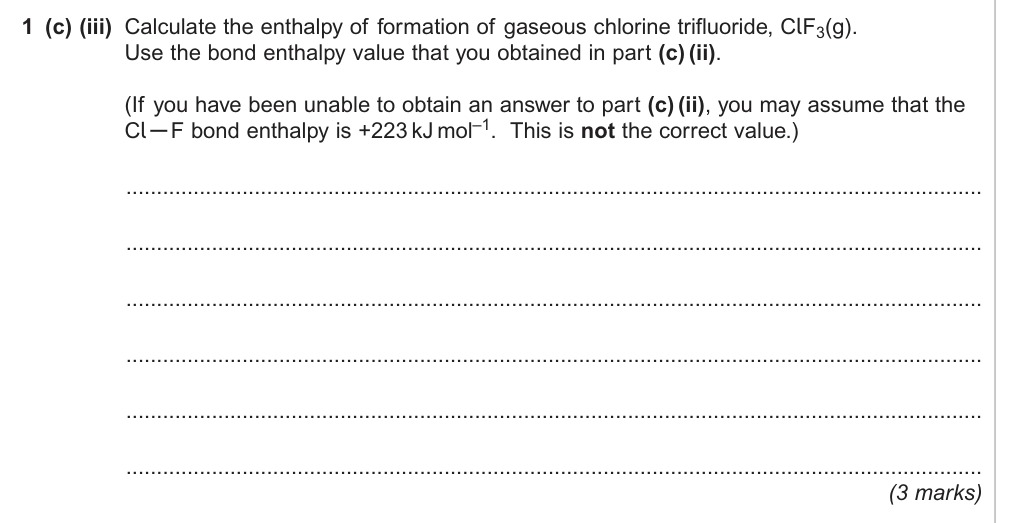 1 (c) (iii) Calculate the enthalpy of formation of gaseous chlorine trifluoride, ClF₃(g).
Use the bond enthalpy value that you obtained in part (c)(ii).
(If you have been unable to obtain an answer to part (c)(ii), you may assume that the
Cl—F bond enthalpy is +223 kJ mol⁻¹. This is not the correct value.)
(3 marks)